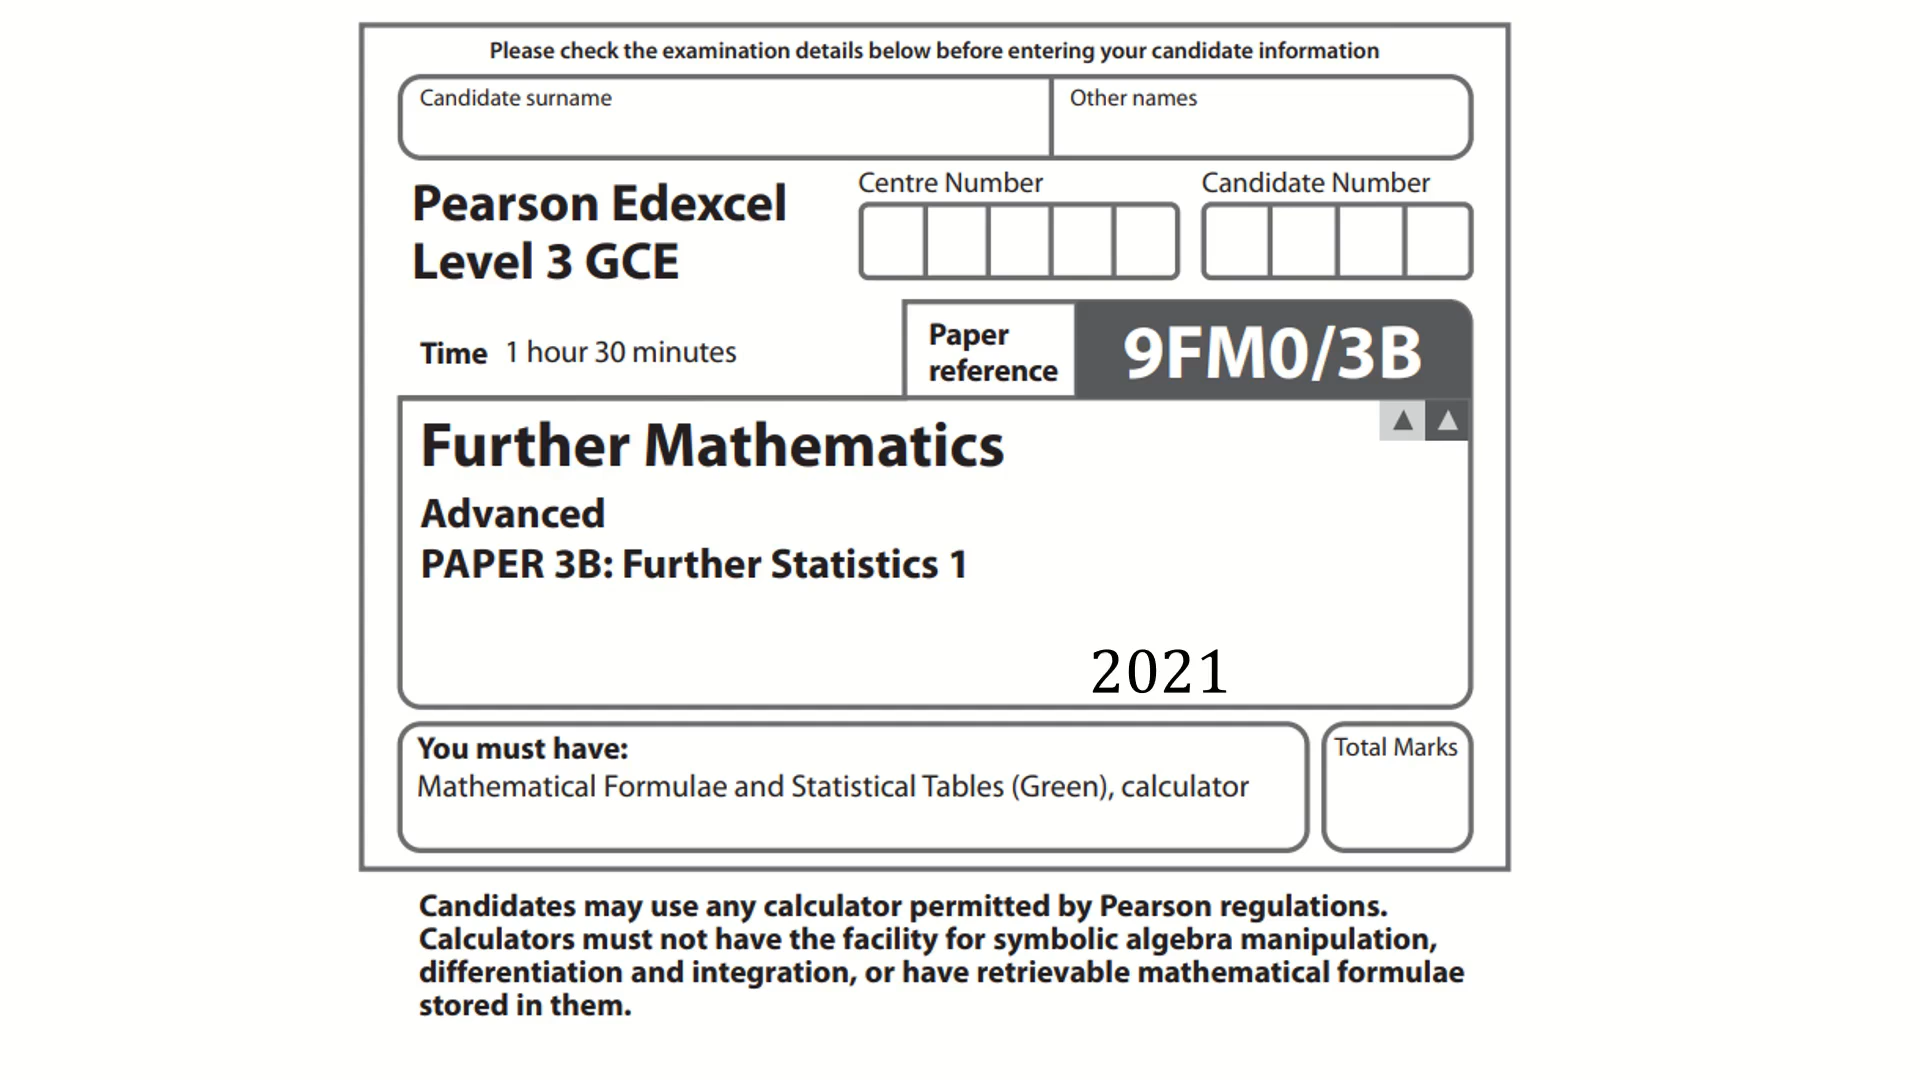 Please check the examination details below before entering your candidate information
Candidate surname
Other names
Pearson Edexcel
Level 3 GCE
Centre Number
Candidate Number
Time 1 hour 30 minutes
Paper
reference
9FM0/3B
Further Mathematics
Advanced
PAPER 3B: Further Statistics 1
2021
You must have:
Mathematical Formulae and Statistical Tables (Green), calculator
Total Marks
Candidates may use any calculator permitted by Pearson regulations.
Calculators must not have the facility for symbolic algebra manipulation,
differentiation and integration, or have retrievable mathematical formulae
stored in them.